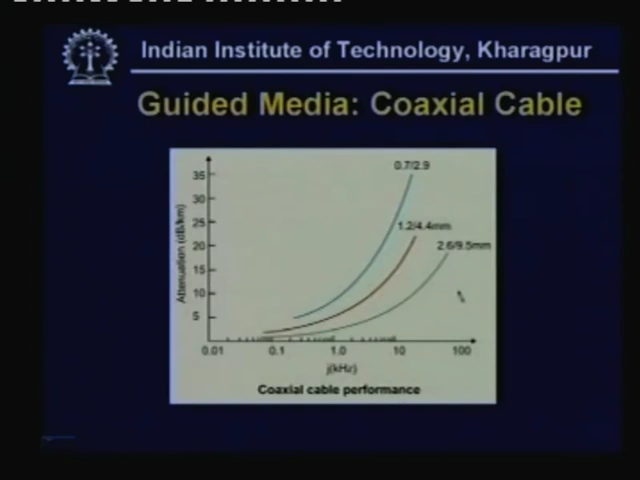 Indian Institute of Technology, Kharagpur
Guided Media: Coaxial Cable
0.7/2.9
1.2/4.4mm
2.6/9.5mm
Attenuation (dB/km)
35
30
25
20
15
10
5
0.01 0.1 1.0 10 100
j(kHz)
Coaxial cable performance